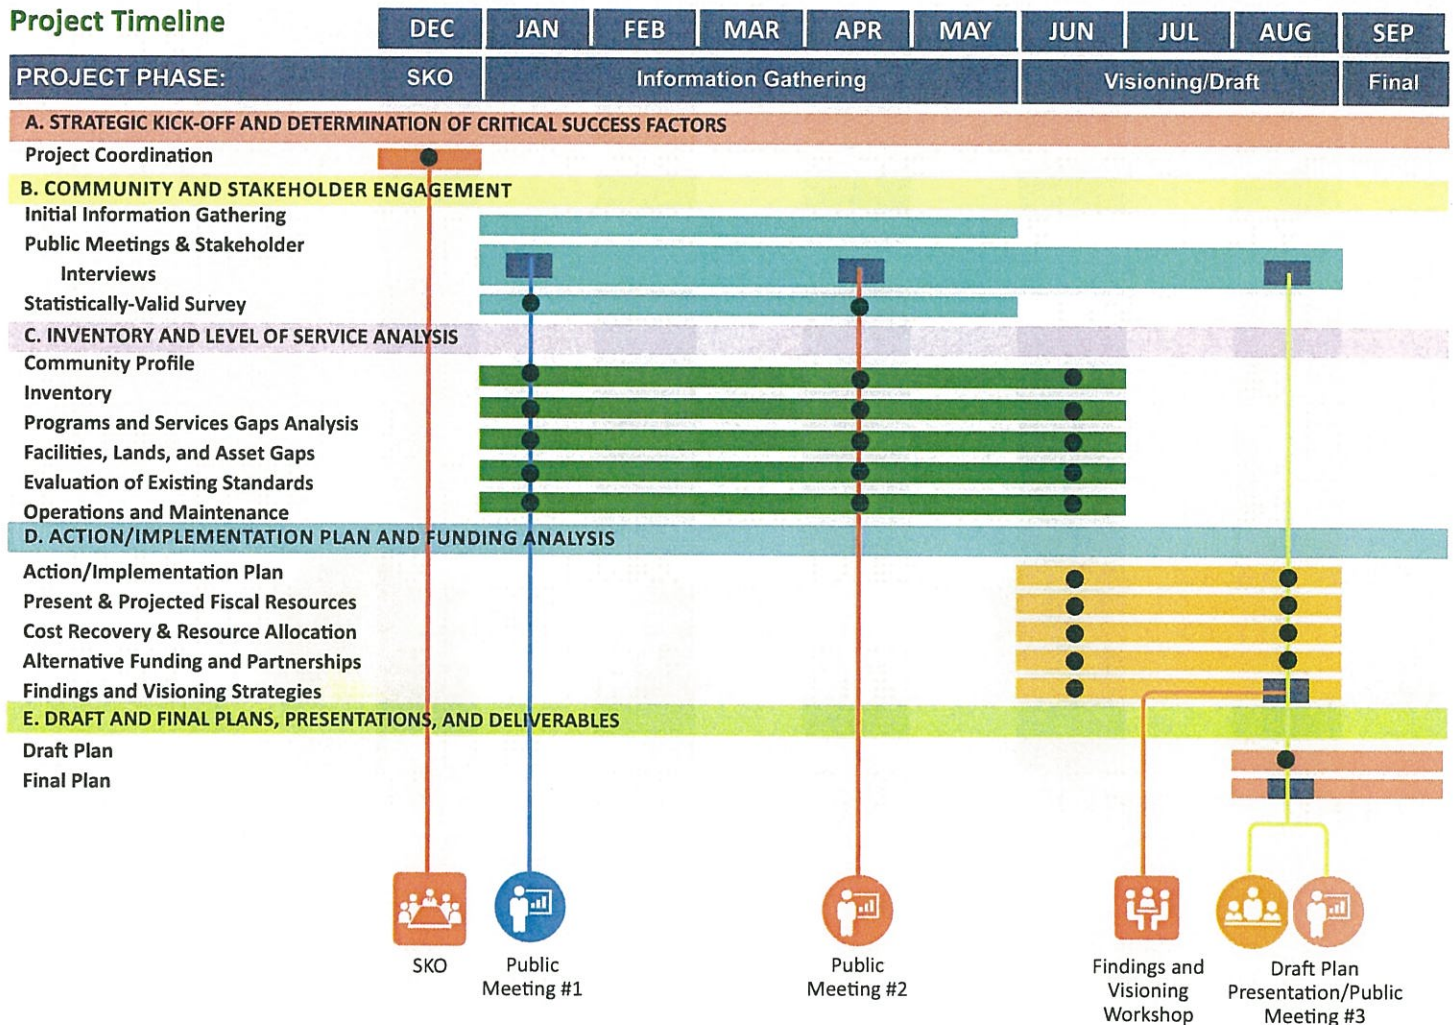 Project Timeline
DEC JAN FEB MAR APR MAY JUN JUL AUG SEP
PROJECT PHASE: SKO Information Gathering Visioning/Draft Final
A. STRATEGIC KICK-OFF AND DETERMINATION OF CRITICAL SUCCESS FACTORS
Project Coordination
B. COMMUNITY AND STAKEHOLDER ENGAGEMENT
Initial Information Gathering
Public Meetings & Stakeholder
Interviews
Statistically-Valid Survey
C. INVENTORY AND LEVEL OF SERVICE ANALYSIS
Community Profile
Inventory
Programs and Services Gaps Analysis
Facilities, Lands, and Asset Gaps
Evaluation of Existing Standards
Operations and Maintenance
D. ACTION/IMPLEMENTATION PLAN AND FUNDING ANALYSIS
Action/Implementation Plan
Present & Projected Fiscal Resources
Cost Recovery & Resource Allocation
Alternative Funding and Partnerships
Findings and Visioning Strategies
E. DRAFT AND FINAL PLANS, PRESENTATIONS, AND DELIVERABLES
Draft Plan
Final Plan
SKO
Public
Meeting #1
Public
Meeting #2
Findings and
Visioning
Workshop
Draft Plan
Presentation/Public
Meeting #3